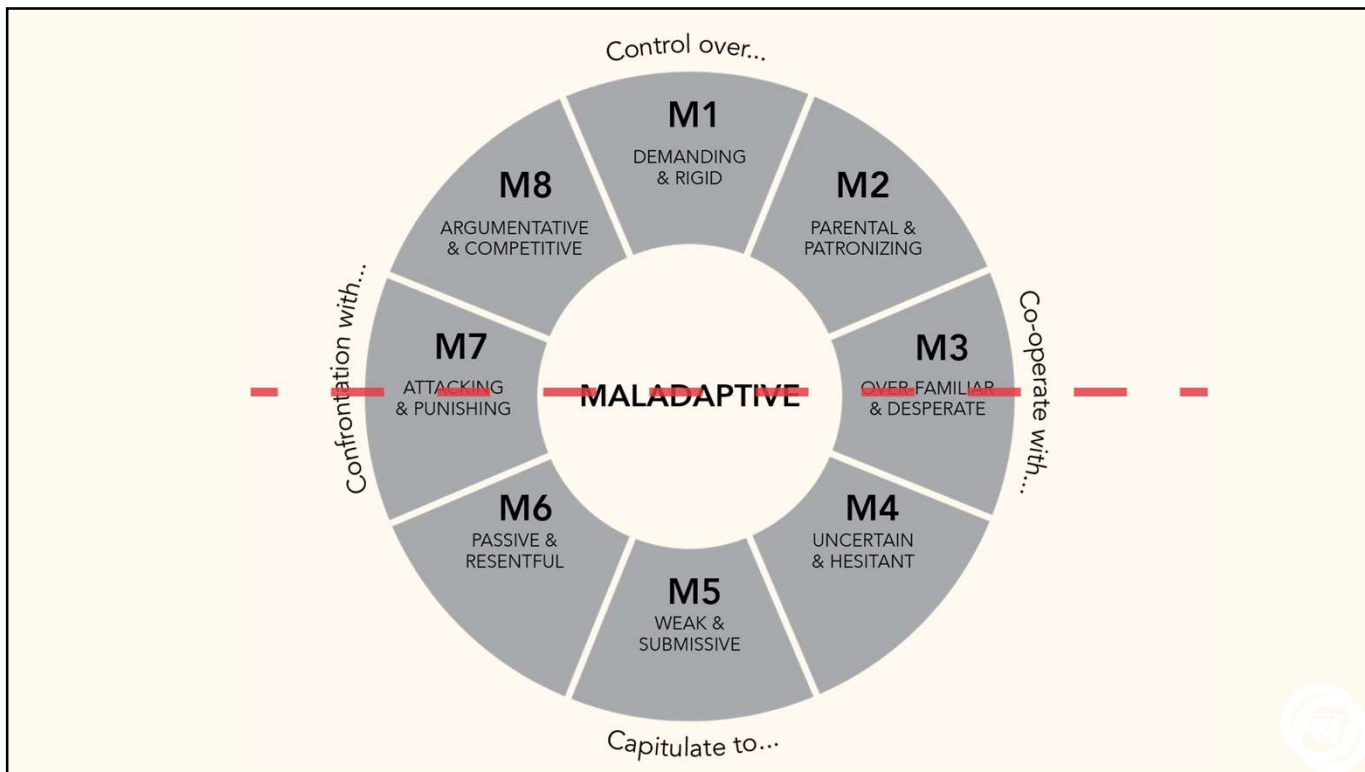 Control over...
M1
DEMANDING
& RIGID
M2
PARENTAL &
PATRONIZING
Co-operate with...
M3
OVER-FAMILIAR
& DESPERATE
M4
UNCERTAIN
& HESITANT
M5
WEAK &
SUBMISSIVE
Capitulate to...
M6
PASSIVE &
RESENTFUL
Confrontation with...
M7
ATTACKING
& PUNISHING
M8
ARGUMENTATIVE
& COMPETITIVE
MALADAPTIVE